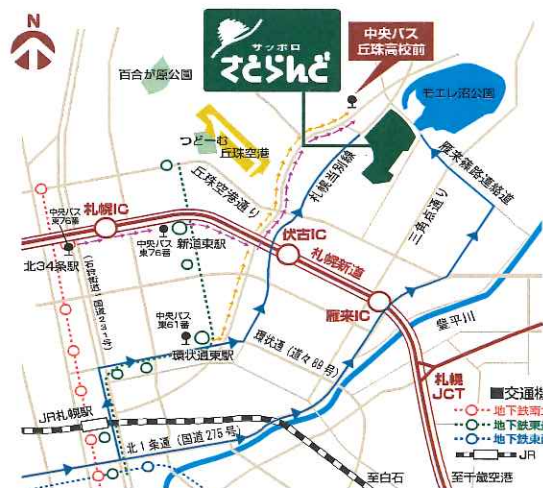 N
サッポロ
さとらんど
中央バス
丘珠高校前
百合が原公園
モエレ沼公園
つどーむ
丘珠空港
丘珠空港通り
札幌当別線
雁来篠路連絡道
三角点通り
中央バス
東76番
札幌IC
北34条駅
中央バス
東76番
新道東駅
伏古IC
札幌新道
雁来IC
豊平川
中央バス
東61番
環状通東駅
環状通（道々89号）
札幌
JCT
JR札幌駅
北1条通（国道275号）
■交通機
地下鉄南北
地下鉄東豊
地下鉄東西
JR
至白石
至千歳空港